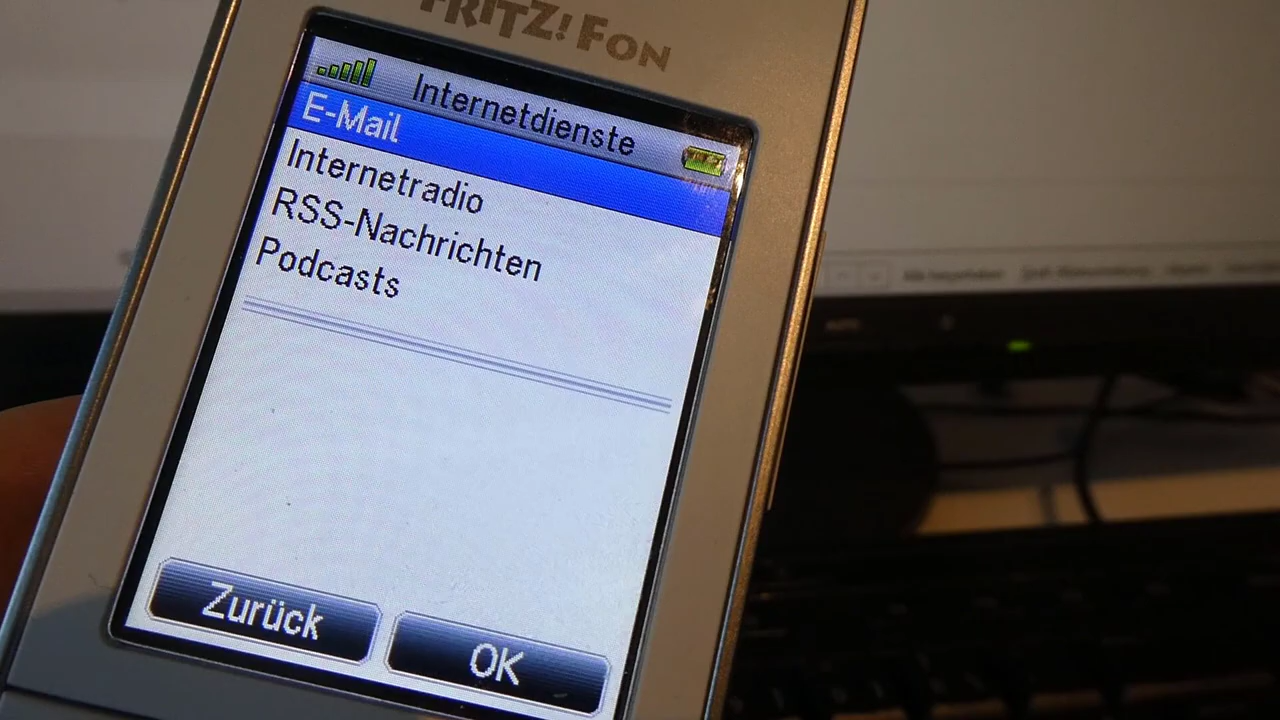 FRITZ!Fon
Internetdienste
E-Mail
Internetradio
RSS-Nachrichten
Podcasts
Zurück
OK